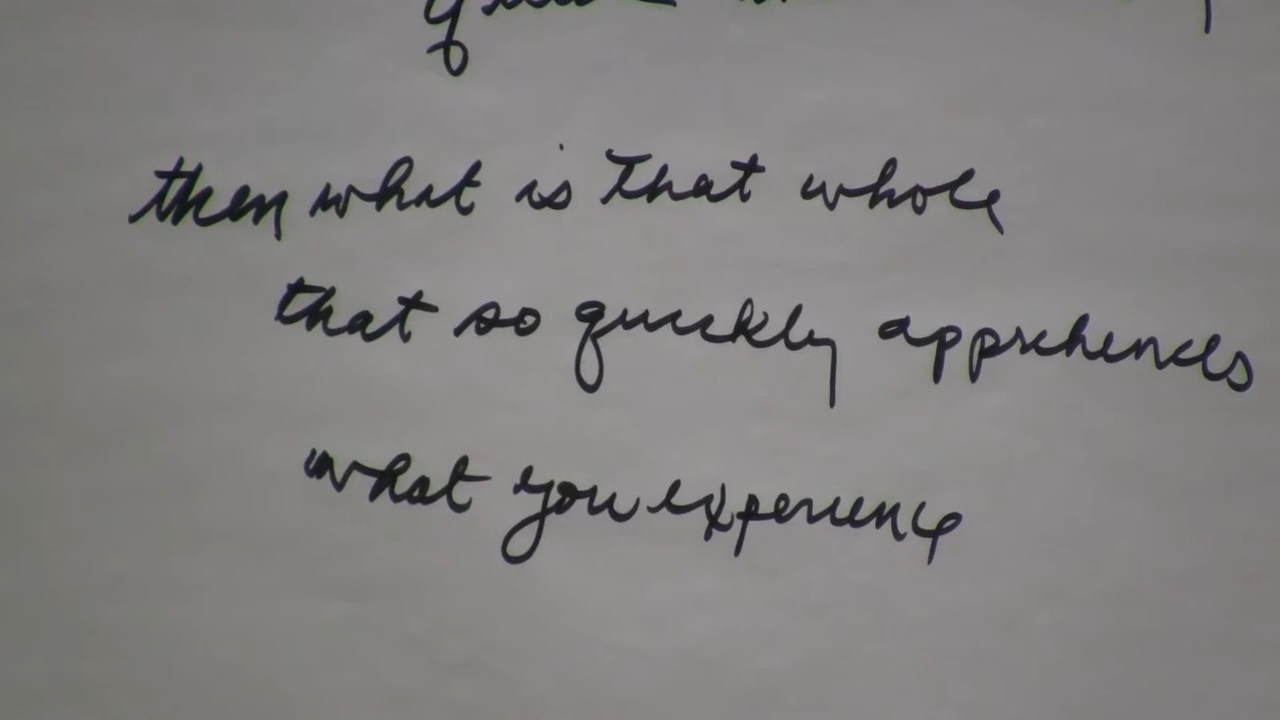 then what is that whole
that so quickly apprehends
what you experience